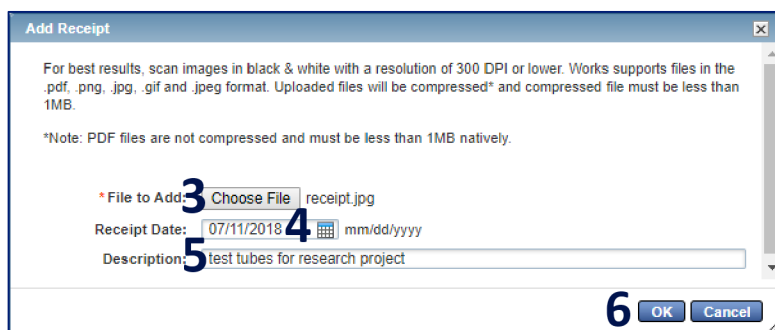 Add Receipt
For best results, scan images in black & white with a resolution of 300 DPI or lower. Works supports files in the
.pdf, .png, .jpg, .gif and .jpeg format. Uploaded files will be compressed* and compressed file must be less than
1MB.
*Note: PDF files are not compressed and must be less than 1MB natively.
*File to Add: 3 Choose File receipt.jpg
Receipt Date: 07/11/2018 4 mm/dd/yyyy
Description: 5 test tubes for research project
6 OK Cancel